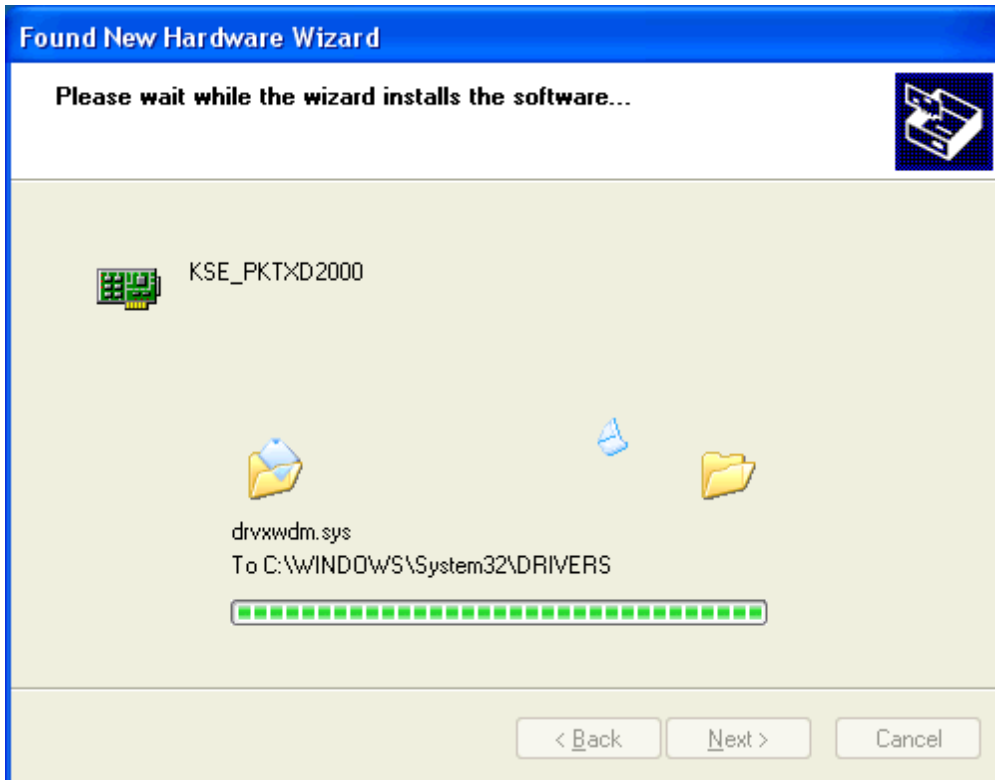 Found New Hardware Wizard
Please wait while the wizard installs the software...
KSE_PKTXD2000
drvxwdm.sys
To C:\WINDOWS\System32\DRIVERS
< Back Next > Cancel